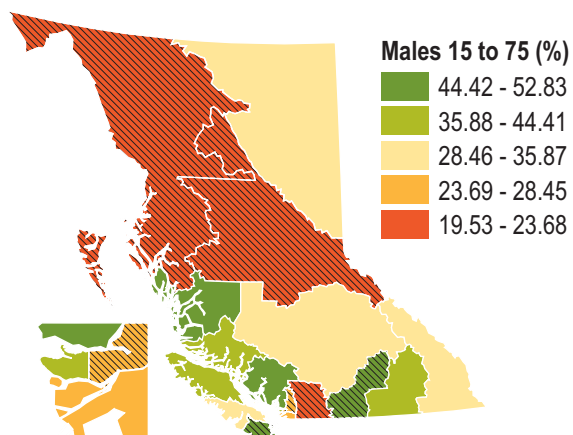 Males 15 to 75 (%)
44.42 - 52.83
35.88 - 44.41
28.46 - 35.87
23.69 - 28.45
19.53 - 23.68